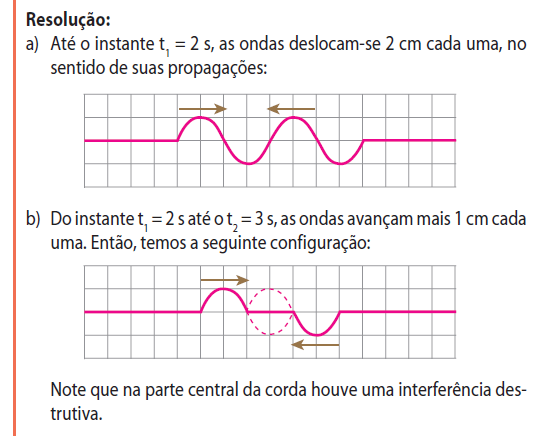 Resolução:
a) Até o instante t₁ = 2 s, as ondas deslocam-se 2 cm cada uma, no
sentido de suas propagações:
b) Do instante t₁ = 2 s até o t₂ = 3 s, as ondas avançam mais 1 cm cada
uma. Então, temos a seguinte configuração:
Note que na parte central da corda houve uma interferência des-
trutiva.